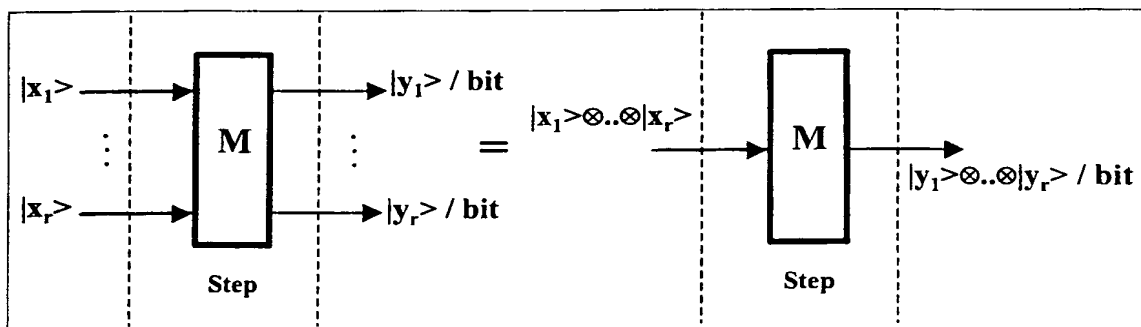 |x₁>
⋮
|xᵣ>
M
Step
|y₁> / bit
⋮
|yᵣ> / bit
=
|x₁>⊗..⊗|xᵣ>
M
Step
|y₁>⊗..⊗|yᵣ> / bit